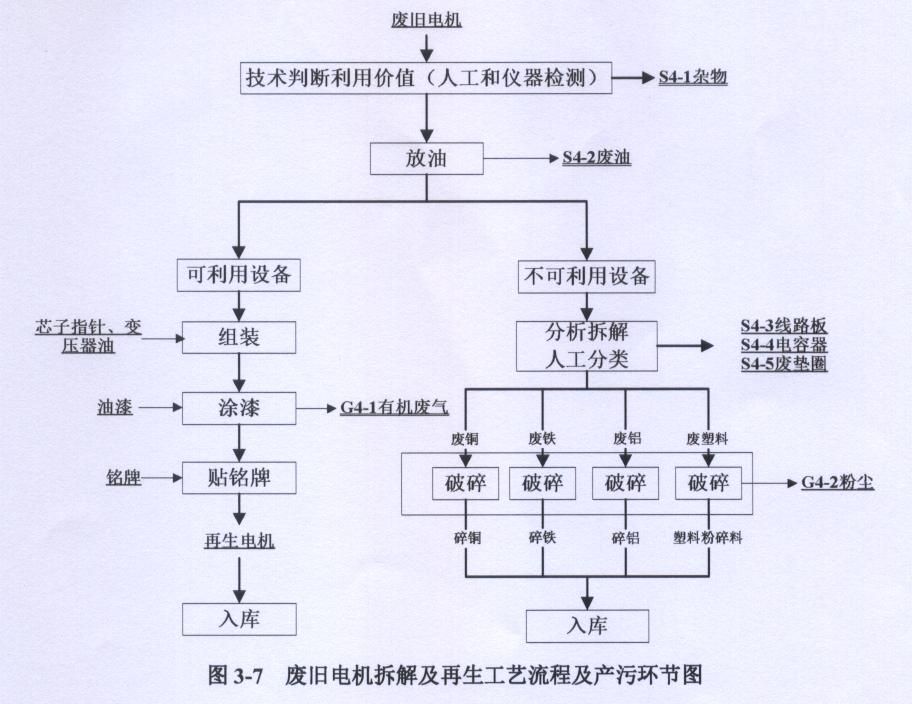 废旧电机
技术判断利用价值（人工和仪器检测）
S4-1杂物
放油
S4-2废油
可利用设备
不可利用设备
芯子指针、变
压器油
组装
分析拆解
人工分类
S4-3线路板
S4-4电容器
S4-5废垫圈
油漆
涂漆
G4-1有机废气
废铜
废铁
废铝
废塑料
铭牌
贴铭牌
破碎
破碎
破碎
破碎
G4-2粉尘
再生电机
碎铜
碎铁
碎铝
塑料粉碎料
入库
入库
图 3-7 废旧电机拆解及再生工艺流程及产污环节图